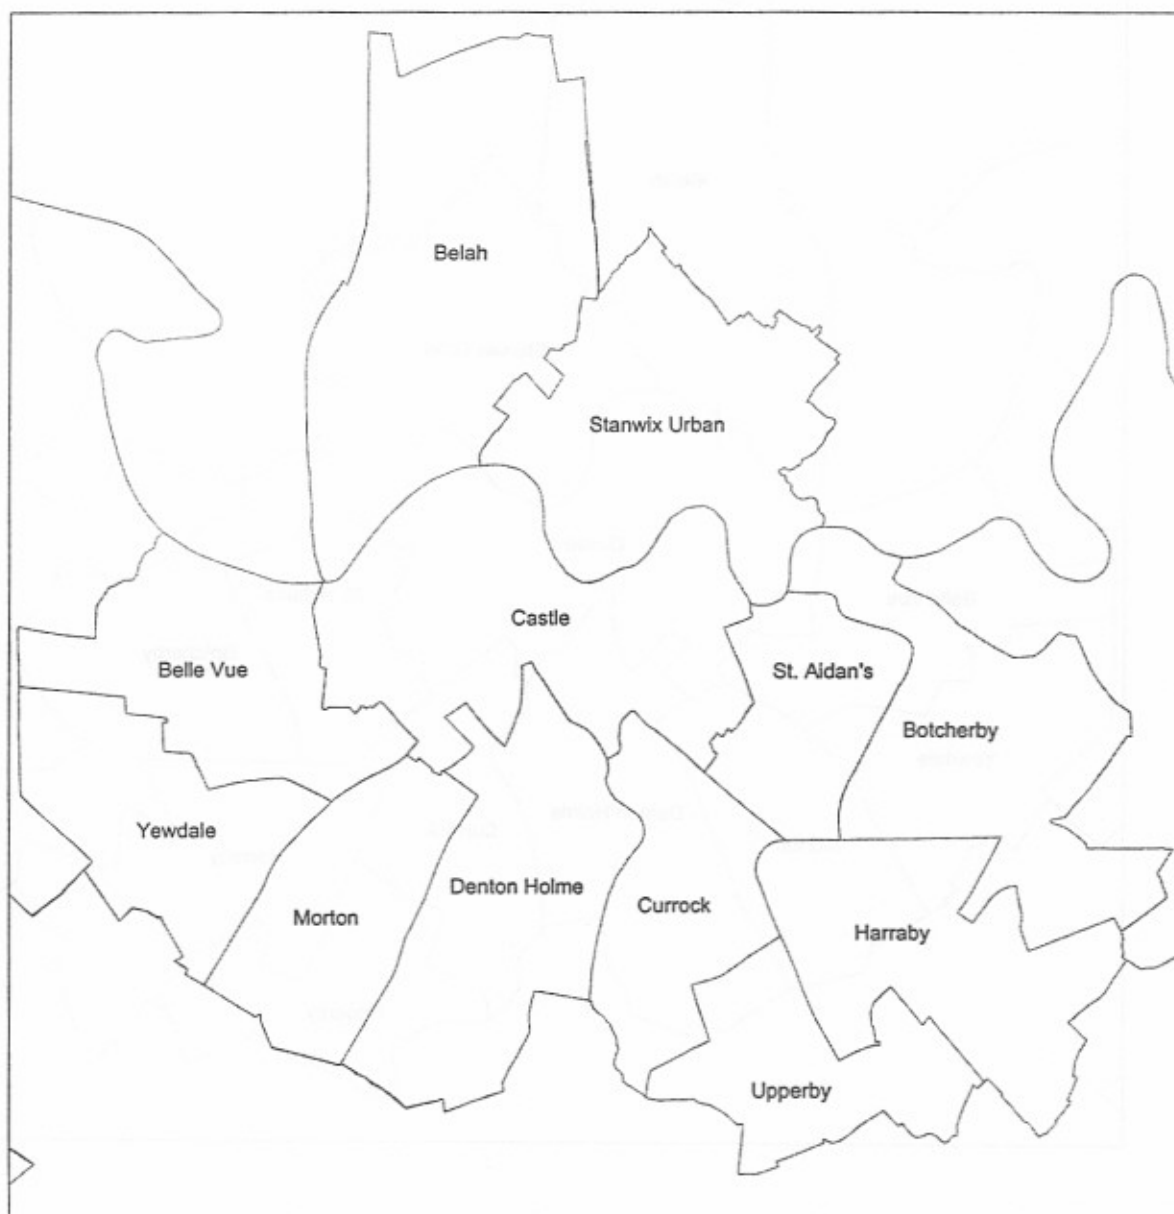 Belah
Stanwix Urban
Castle
Belle Vue
St. Aidan's
Botcherby
Yewdale
Denton Holme
Currock
Morton
Harraby
Upperby